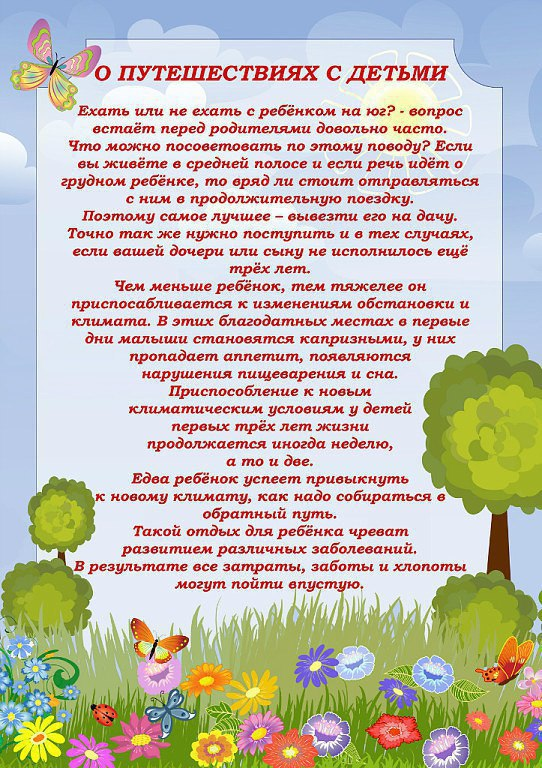 О ПУТЕШЕСТВИЯХ С ДЕТЬМИ
Ехать или не ехать с ребёнком на юг? - вопрос
встаёт перед родителями довольно часто.
Что можно посоветовать по этому поводу? Если
вы живёте в средней полосе и если речь идёт о
грудном ребёнке, то вряд ли стоит отправляться
с ним в продолжительную поездку.
Поэтому самое лучшее – вывезти его на дачу.
Точно так же нужно поступить и в тех случаях,
если вашей дочери или сыну не исполнилось ещё
трёх лет.
Чем меньше ребёнок, тем тяжелее он
приспосабливается к изменениям обстановки и
климата. В этих благодатных местах в первые
дни малыши становятся капризными, у них
пропадает аппетит, появляются
нарушения пищеварения и сна.
Приспособление к новым
климатическим условиям у детей
первых трёх лет жизни
продолжается иногда неделю,
а то и две.
Едва ребёнок успеет привыкнуть
к новому климату, как надо собираться в
обратный путь.
Такой отдых для ребёнка чреват
развитием различных заболеваний.
В результате все затраты, заботы и хлопоты
могут пойти впустую.